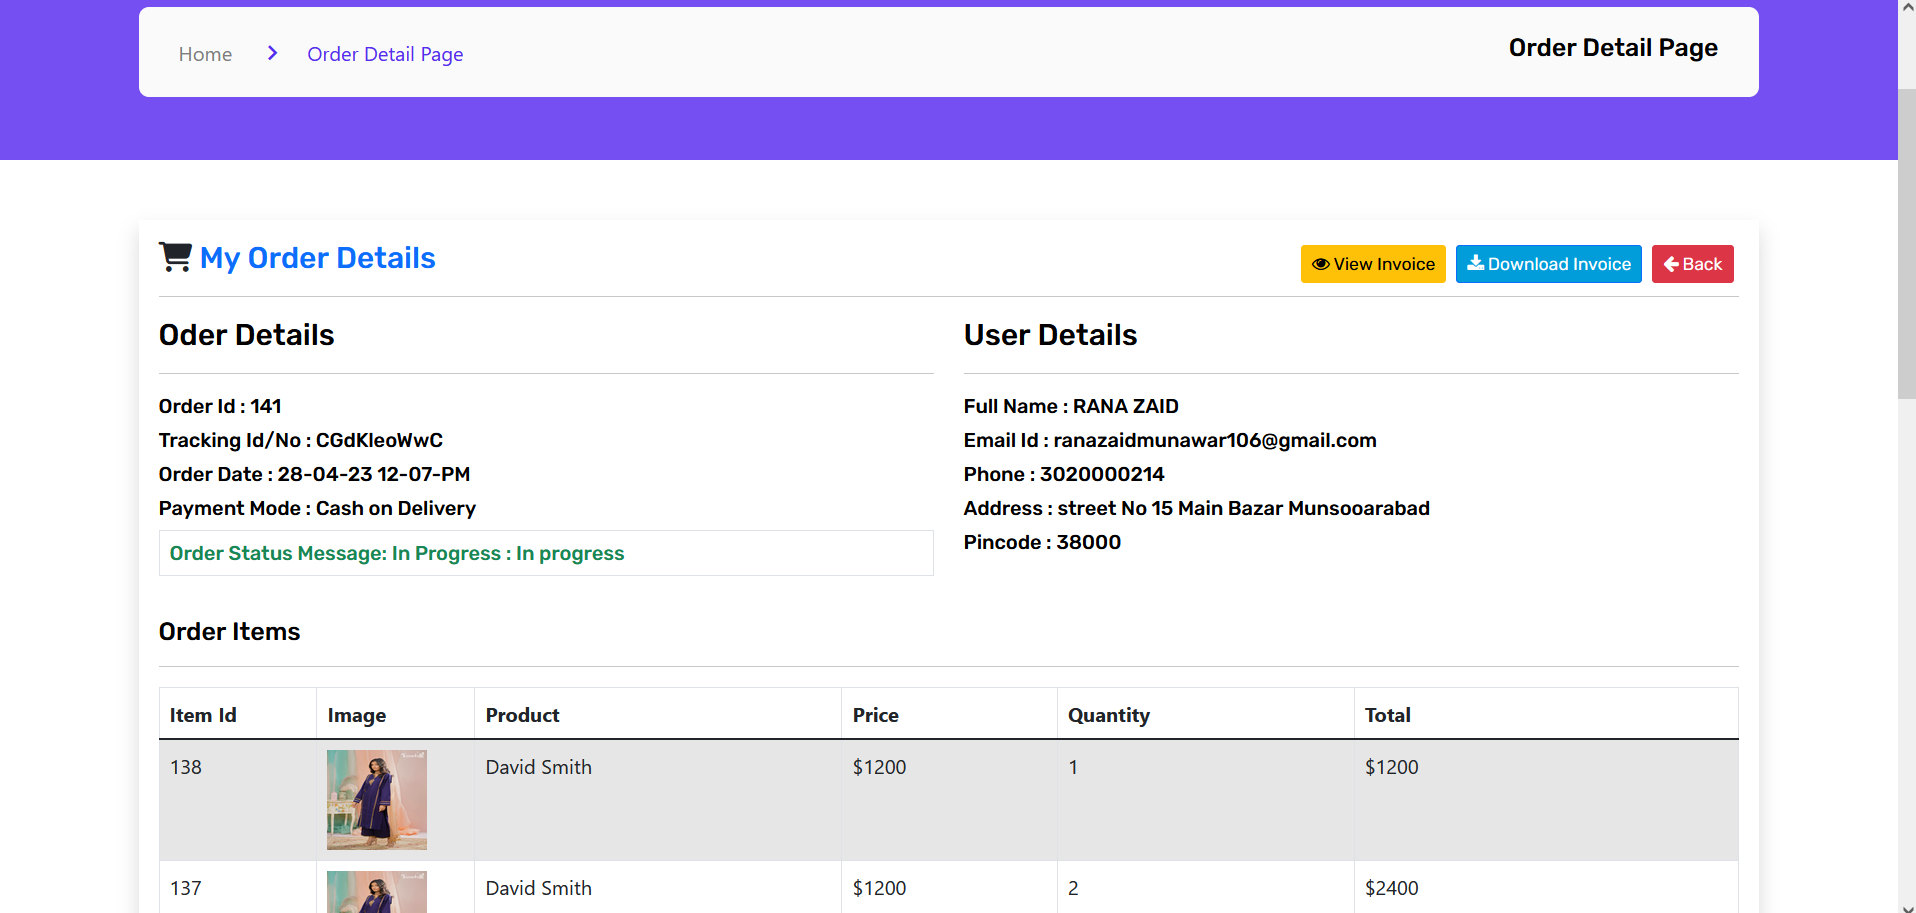 Home > Order Detail Page
Order Detail Page
My Order Details
View Invoice
Download Invoice
Back
Oder Details
Order Id : 141
Tracking Id/No : CGdKleoWwC
Order Date : 28-04-23 12-07-PM
Payment Mode : Cash on Delivery
Order Status Message: In Progress : In progress
User Details
Full Name : RANA ZAID
Email Id : ranazaidmunawar106@gmail.com
Phone : 3020000214
Address : street No 15 Main Bazar Munsooarabad
Pincode : 38000
Order Items
Item Id Image Product Price Quantity Total
138 David Smith $1200 1 $1200
137 David Smith $1200 2 $2400